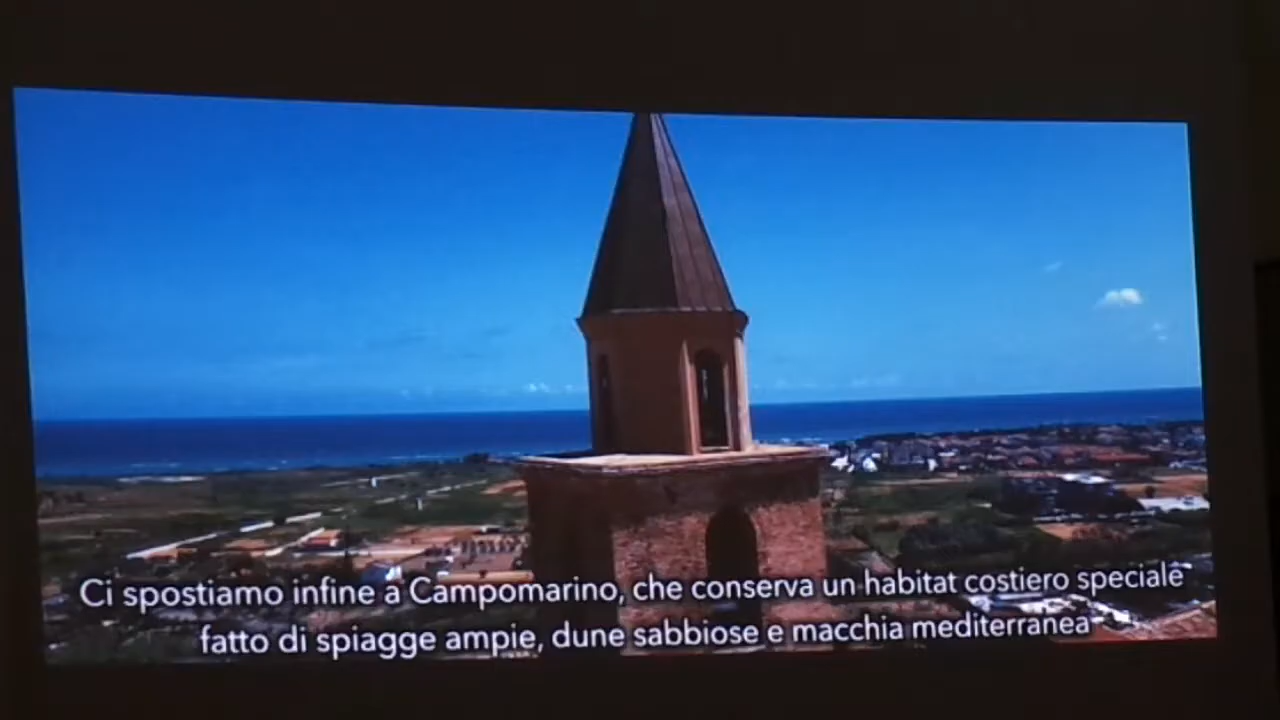 Ci spostiamo infine a Campomarino, che conserva un habitat costiero speciale
fatto di spiagge ampie, dune sabbiose e macchia mediterranea